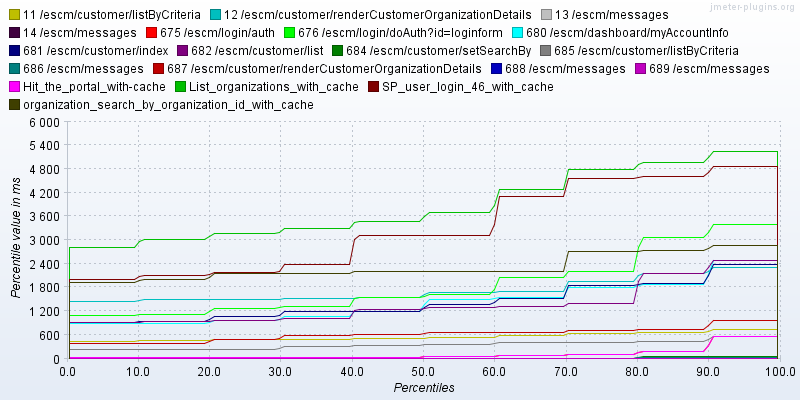 jmeter-plugins.org
11 /escm/customer/listByCriteria 12 /escm/customer/renderCustomerOrganizationDetails 13 /escm/messages
14 /escm/messages 675 /escm/login/auth 676 /escm/login/doAuth?id=loginform 680 /escm/dashboard/myAccountInfo
681 /escm/customer/index 682 /escm/customer/list 684 /escm/customer/setSearchBy 685 /escm/customer/listByCriteria
686 /escm/messages 687 /escm/customer/renderCustomerOrganizationDetails 688 /escm/messages 689 /escm/messages
Hit_the_portal_with-cache List_organizations_with_cache SP_user_login_46_with_cache
organization_search_by_organization_id_with_cache
6 000
5 400
4 800
4 200
3 600
3 000
2 400
1 800
1 200
600
0
Percentile value in ms
0.0 10.0 20.0 30.0 40.0 50.0 60.0 70.0 80.0 90.0 100.0
Percentiles